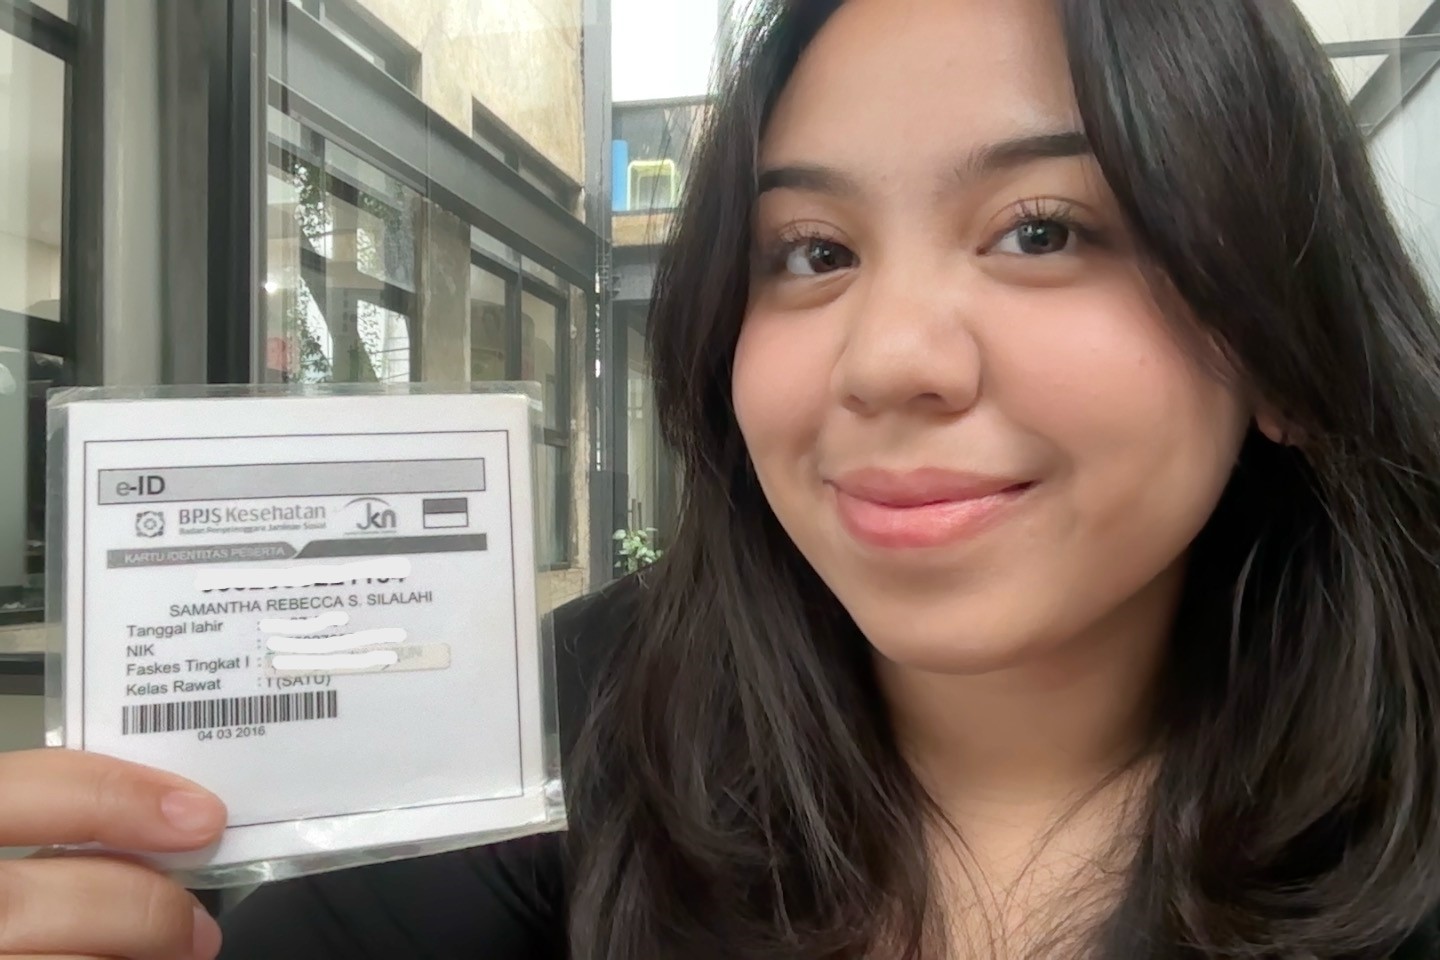 e-ID
BPJS Kesehatan
Badan Penyelenggara Jaminan Sosial
jkn
KARTU IDENTITAS PESERTA
SAMANTHA REBECCA S. SILALAHI
Tanggal lahir :
NIK :
Faskes Tingkat I :
Kelas Rawat : I (SATU)
04 03 2016